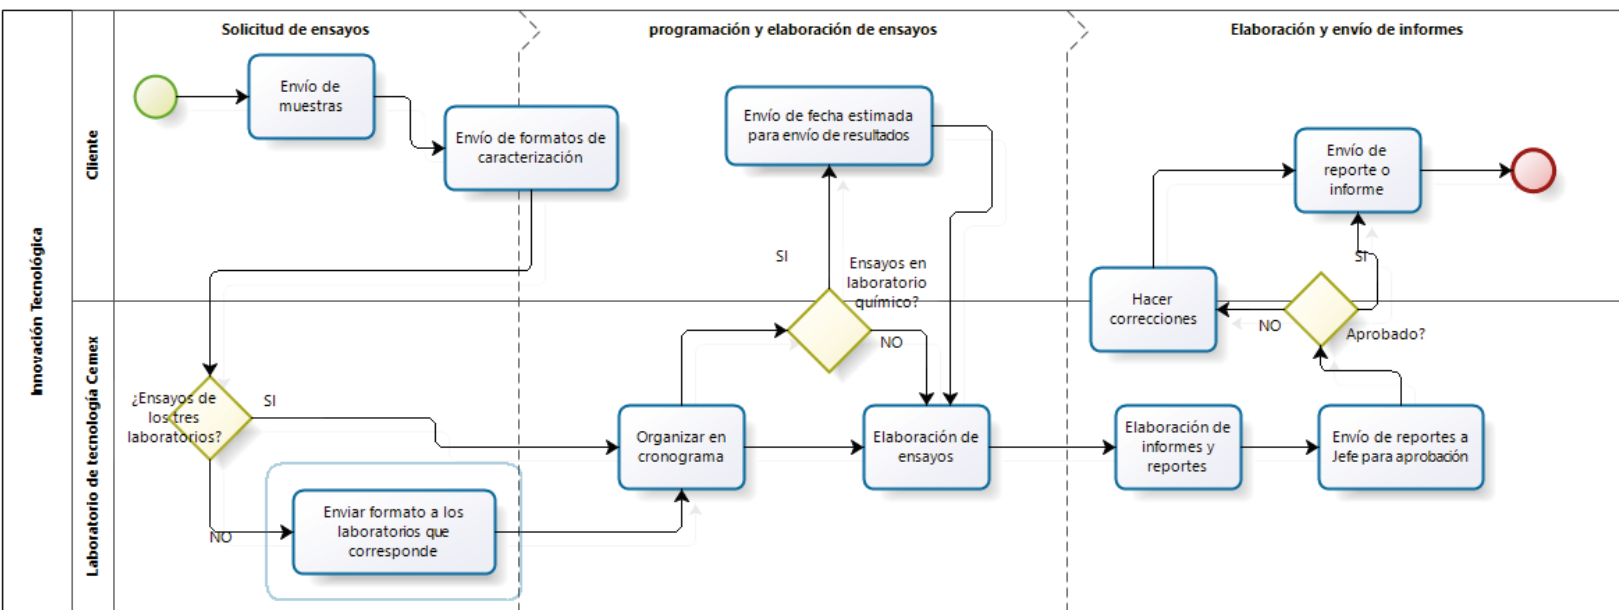 Innovación Tecnológica
Cliente
Laboratorio de tecnología Cemex
Solicitud de ensayos
programación y elaboración de ensayos
Elaboración y envío de informes
Envío de
muestras
Envío de formatos de
caracterización
Envío de fecha estimada
para envío de resultados
Envío de
reporte o
informe
SI
Ensayos en
laboratorio
químico?
NO
SI
Hacer
correcciones
NO
Aprobado?
¿Ensayos de
los tres
laboratorios?
SI
NO
Enviar formato a los
laboratorios que
corresponde
Organizar en
cronograma
Elaboración de
ensayos
Elaboración de
informes y
reportes
Envío de reportes a
Jefe para aprobación